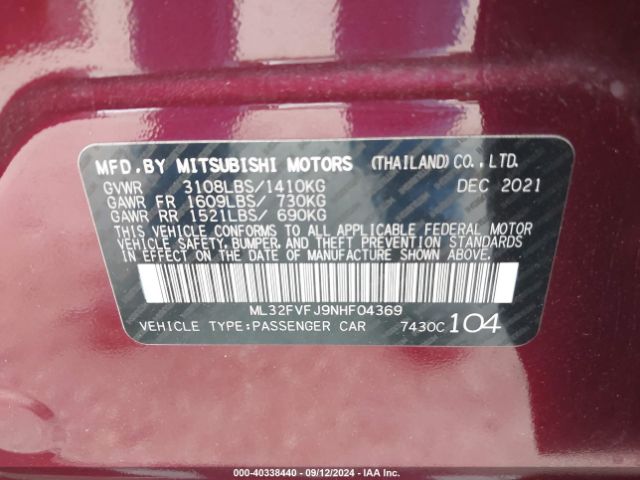 MFD.BY MITSUBISHI MOTORS (THAILAND)CO.,LTD.
GVWR 3108LBS/1410KG DEC 2021
GAWR FR 1609LBS/ 730KG
GAWR RR 1521LBS/ 690KG
THIS VEHICLE CONFORMS TO ALL APPLICABLE FEDERAL MOTOR
VEHICLE SAFETY, BUMPER, AND THEFT PREVENTION STANDARDS
IN EFFECT ON THE DATE OF MANUFACTURE SHOWN ABOVE.
ML32FVFJ9NHF04369
VEHICLE TYPE:PASSENGER CAR 7430C 104
000-40338440 - 09/12/2024 - IAA Inc.